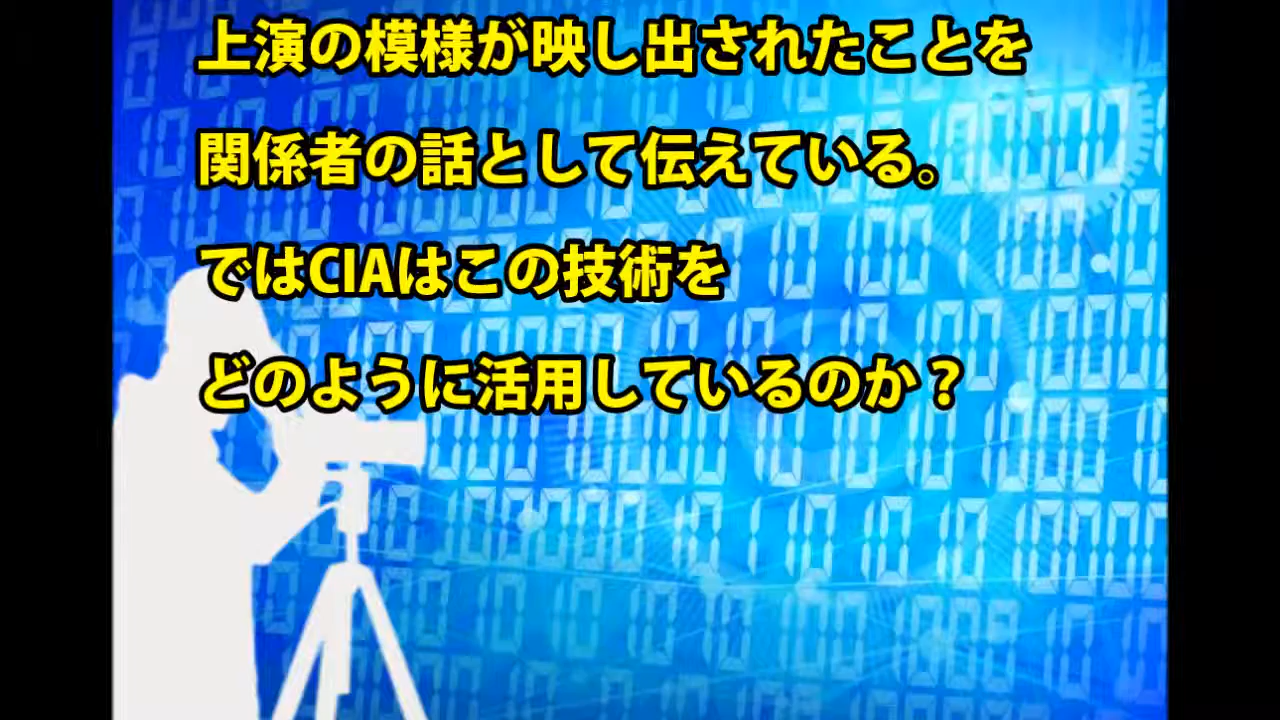 上演の模様が映し出されたことを
関係者の話として伝えている。
ではCIAはこの技術を
どのように活用しているのか？